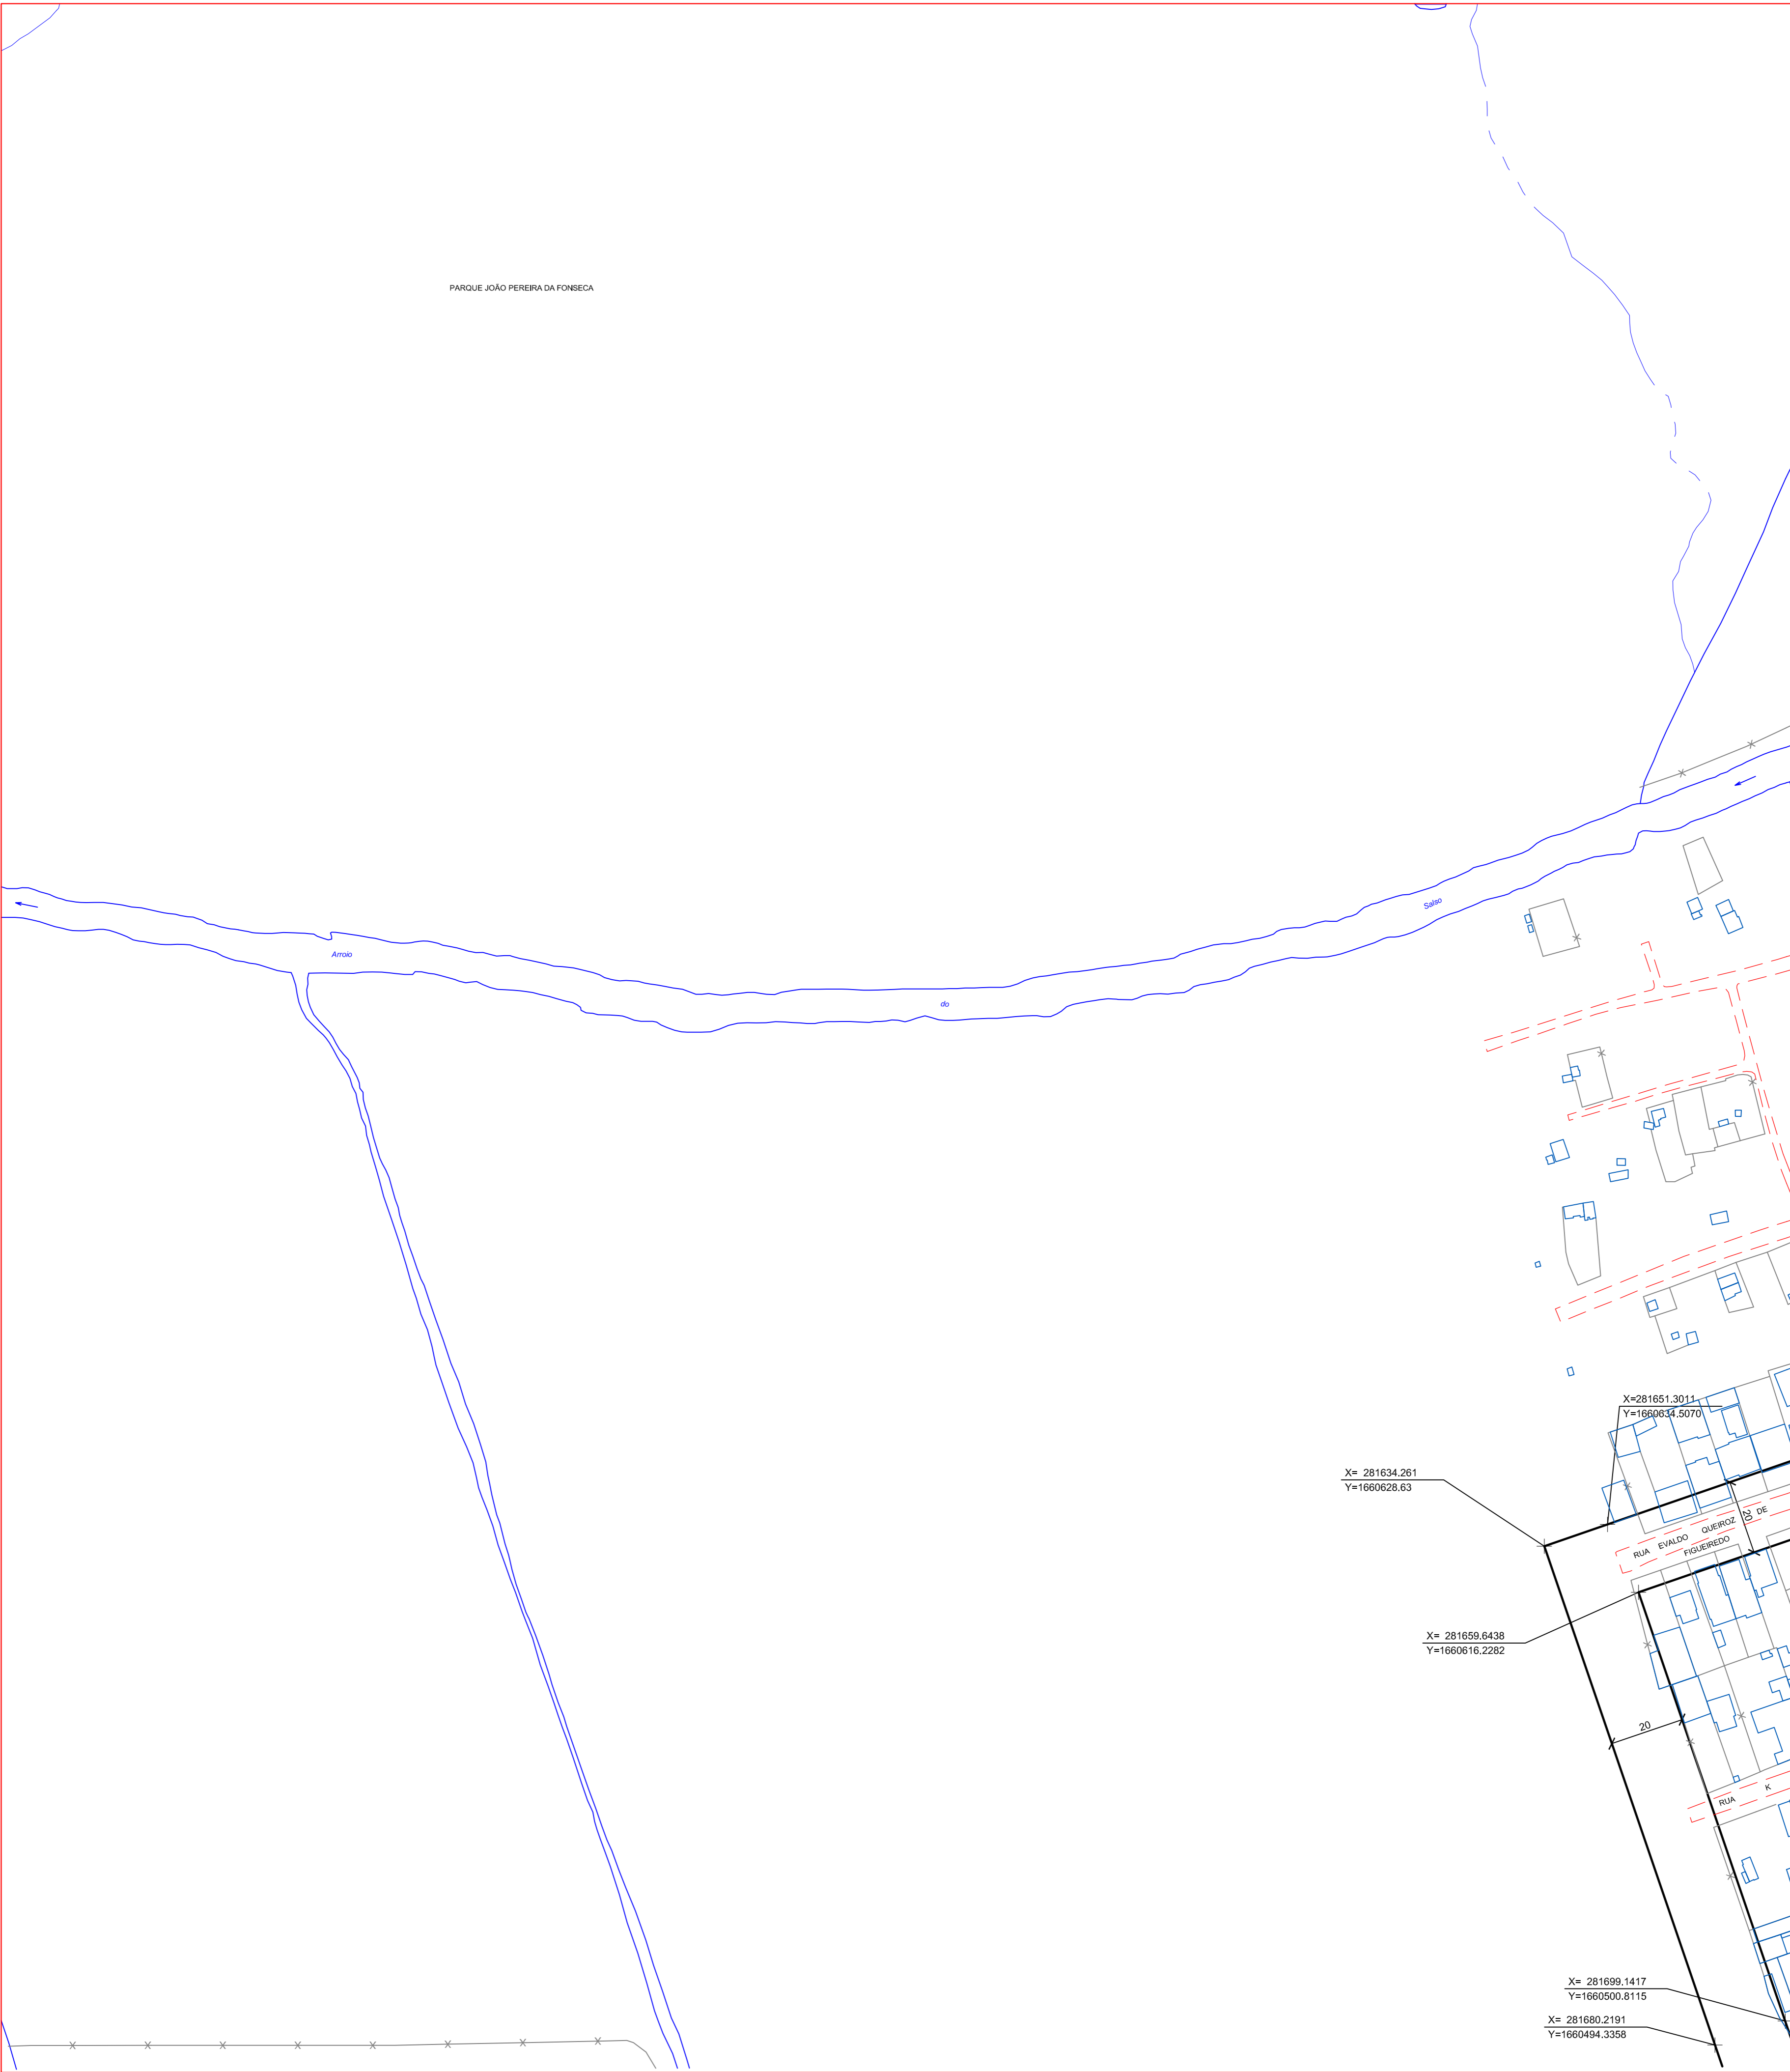 PARQUE JOÃO PEREIRA DA FONSECA
Salso
Arroio
do
X=281651.3011
Y=1660634.5070
X= 281634.261
Y=1660628.63
20
RUA EVALDO QUEIROZ DE
FIGUEIREDO
X= 281659.6438
Y=1660616.2282
20
RUA K
X= 281699.1417
Y=1660500.8115
X= 281680.2191
Y=1660494.3358